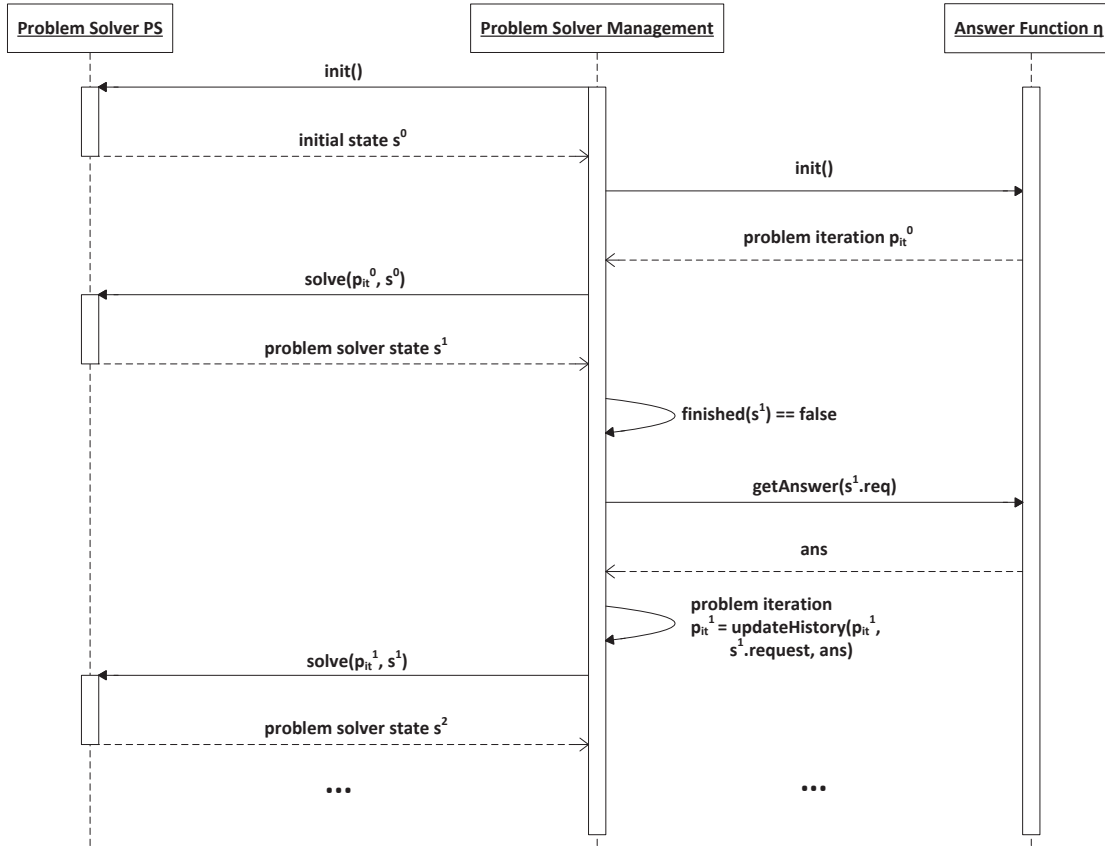 Problem Solver PS
Problem Solver Management
Answer Function η
init()
initial state s⁰
init()
problem iteration pᵢₜ⁰
solve(pᵢₜ⁰, s⁰)
problem solver state s¹
finished(s¹) == false
getAnswer(s¹.req)
ans
problem iteration
pᵢₜ¹ = updateHistory(pᵢₜ¹,
s¹.request, ans)
solve(pᵢₜ¹, s¹)
problem solver state s²
...
...